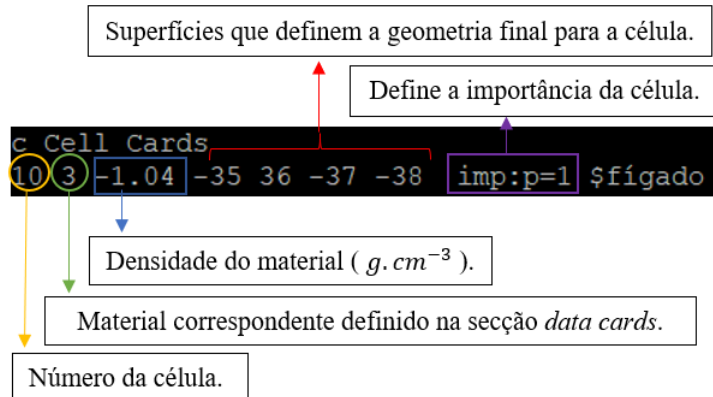 Superfícies que definem a geometria final para a célula.
Define a importância da célula.
c Cell Cards
10 3 -1.04 -35 36 -37 -38 imp:p=1 $fígado
Densidade do material ( g.cm⁻³ ).
Material correspondente definido na secção data cards.
Número da célula.